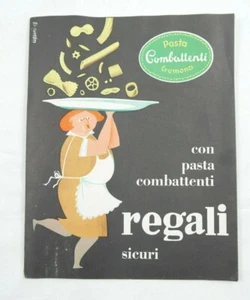 Pasta
Combattenti
Cremona
con
pasta
combattenti
regali
sicuri